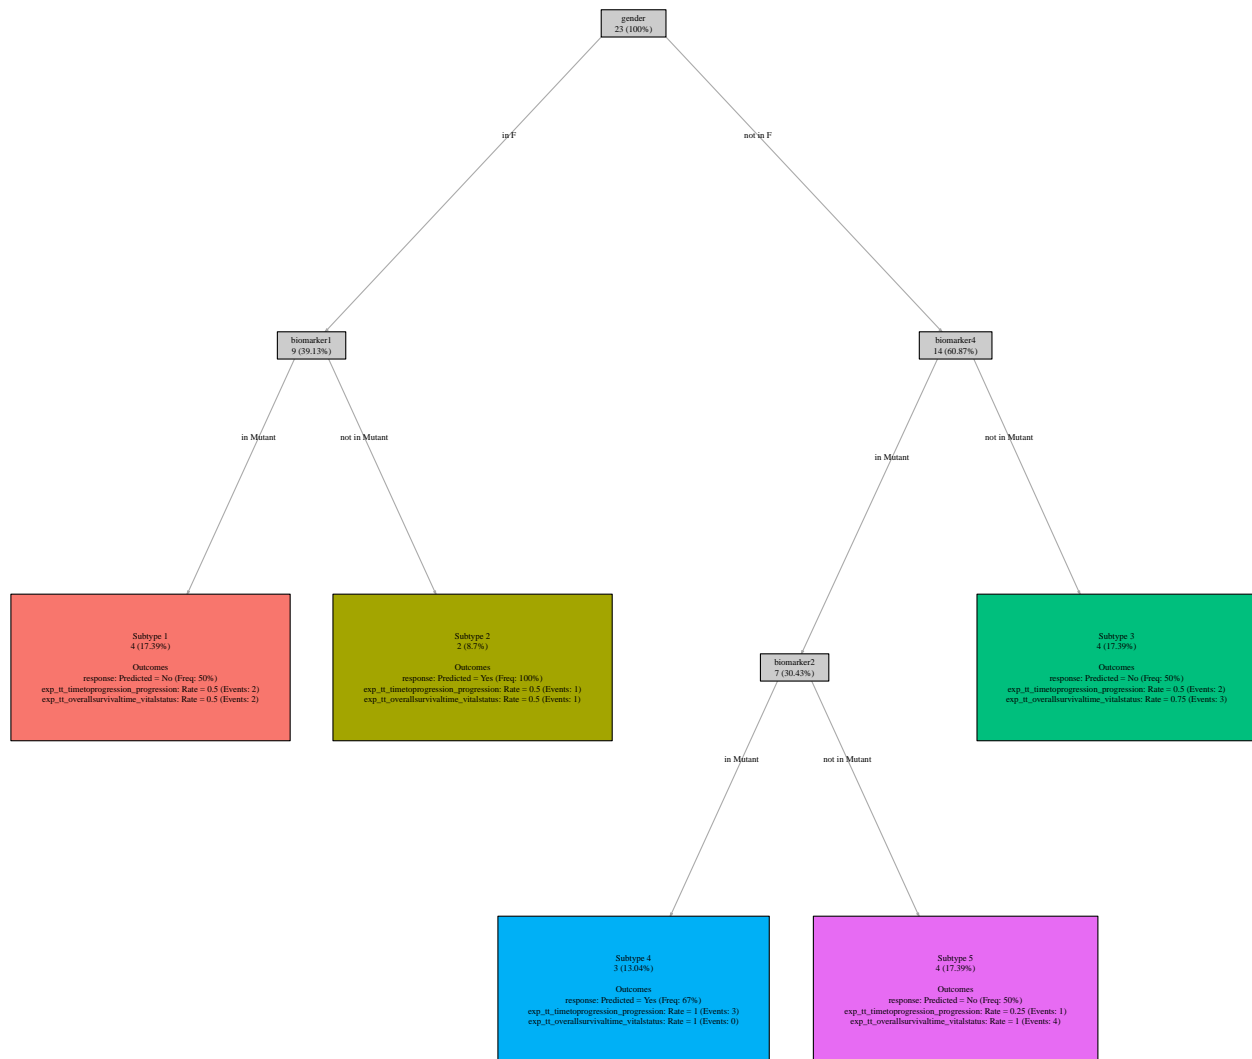 gender
23 (100%)
in F
not in F
biomarker1
9 (39.13%)
biomarker4
14 (60.87%)
in Mutant
not in Mutant
in Mutant
not in Mutant
Subtype 1
4 (17.39%)
Outcomes
response: Predicted = No (Freq: 50%)
exp_tt_timetoprogression_progression: Rate = 0.5 (Events: 2)
exp_tt_overallsurvivaltime_vitalstatus: Rate = 0.5 (Events: 2)
Subtype 2
2 (8.7%)
Outcomes
response: Predicted = Yes (Freq: 100%)
exp_tt_timetoprogression_progression: Rate = 0.5 (Events: 1)
exp_tt_overallsurvivaltime_vitalstatus: Rate = 0.5 (Events: 1)
biomarker2
7 (30.43%)
Subtype 3
4 (17.39%)
Outcomes
response: Predicted = No (Freq: 50%)
exp_tt_timetoprogression_progression: Rate = 0.5 (Events: 2)
exp_tt_overallsurvivaltime_vitalstatus: Rate = 0.75 (Events: 3)
in Mutant
not in Mutant
Subtype 4
3 (13.04%)
Outcomes
response: Predicted = Yes (Freq: 67%)
exp_tt_timetoprogression_progression: Rate = 1 (Events: 3)
exp_tt_overallsurvivaltime_vitalstatus: Rate = 1 (Events: 0)
Subtype 5
4 (17.39%)
Outcomes
response: Predicted = No (Freq: 50%)
exp_tt_timetoprogression_progression: Rate = 0.25 (Events: 1)
exp_tt_overallsurvivaltime_vitalstatus: Rate = 1 (Events: 4)